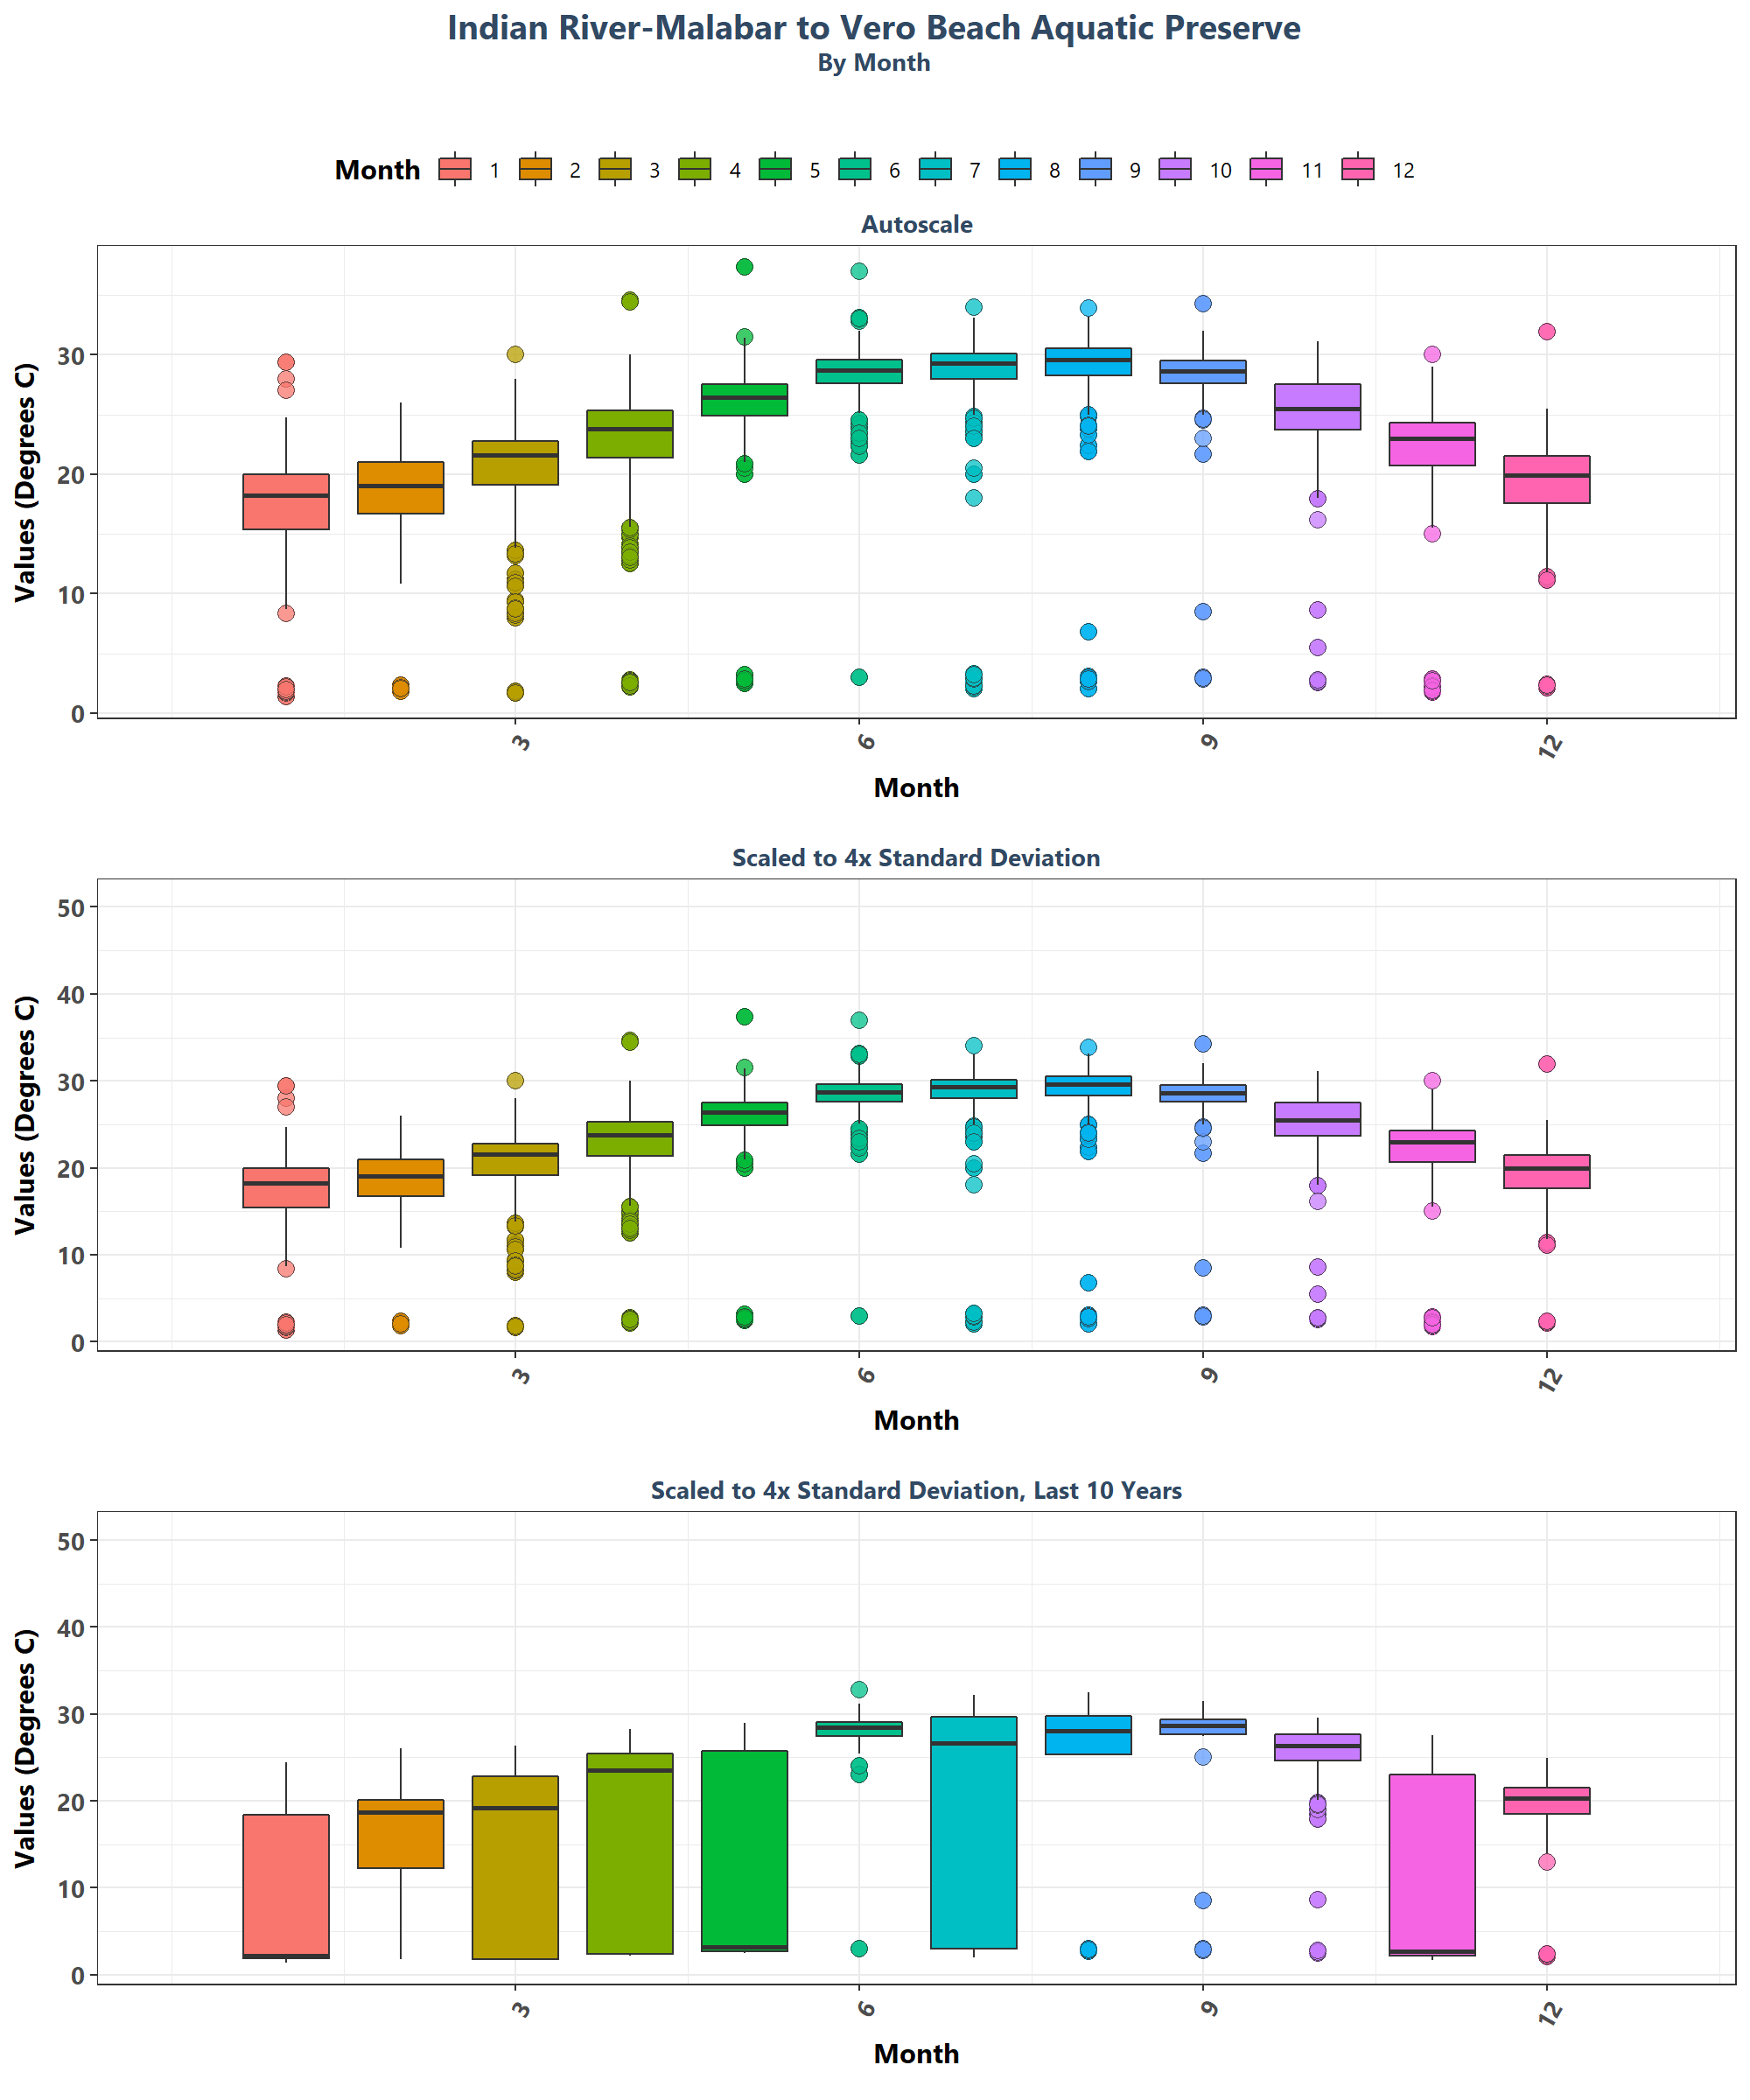 Indian River-Malabar to Vero Beach Aquatic Preserve
By Month
Month 1 2 3 4 5 6 7 8 9 10 11 12
Autoscale
Values (Degrees C)
30
20
10
0
3 6 9 12
Month
Scaled to 4x Standard Deviation
Values (Degrees C)
50
40
30
20
10
0
3 6 9 12
Month
Scaled to 4x Standard Deviation, Last 10 Years
Values (Degrees C)
50
40
30
20
10
0
3 6 9 12
Month